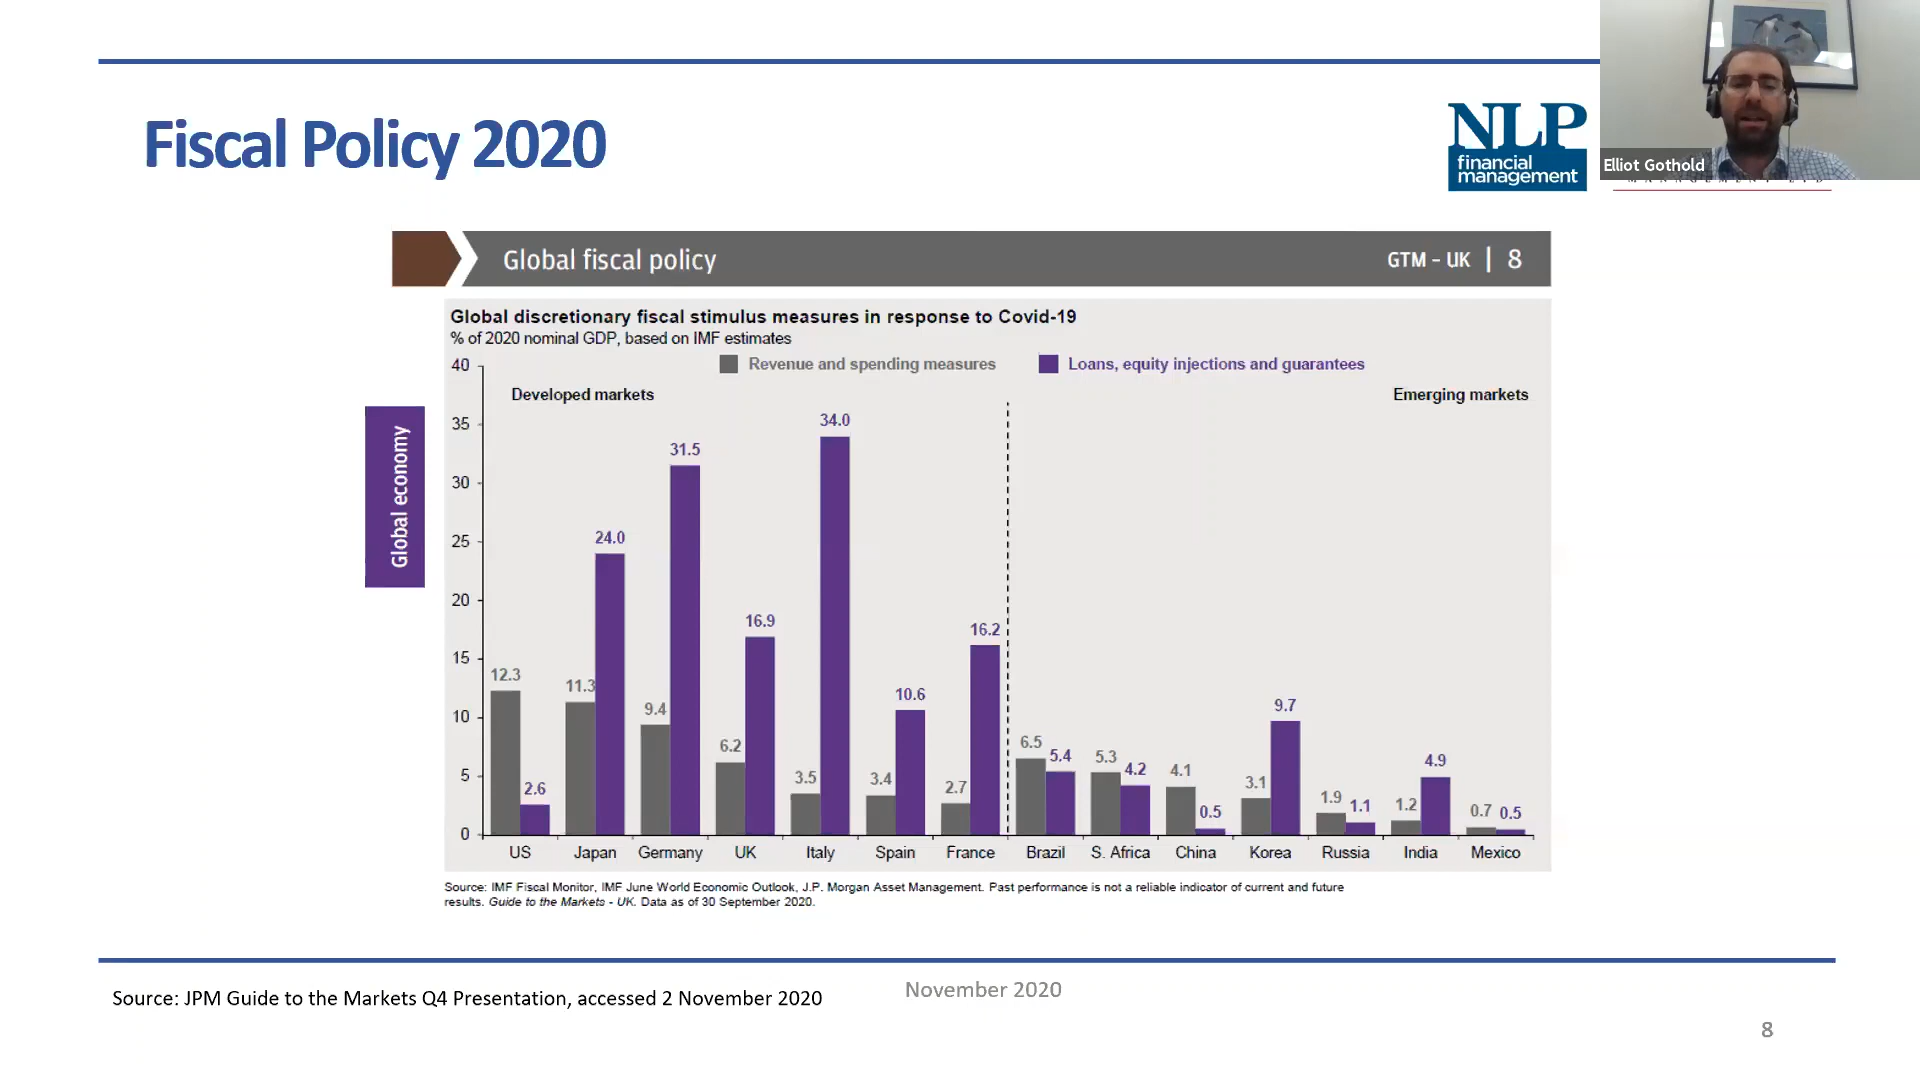 Fiscal Policy 2020
NLP
financial
management
Elliot Gothold
Global fiscal policy
GTM – UK | 8
Global economy
Global discretionary fiscal stimulus measures in response to Covid-19
% of 2020 nominal GDP, based on IMF estimates
Revenue and spending measures
Loans, equity injections and guarantees
Developed markets
Emerging markets
40
35
30
25
20
15
10
5
0
12.3
2.6
11.3
24.0
9.4
31.5
6.2
16.9
3.5
34.0
3.4
10.6
2.7
16.2
6.5
5.4
5.3
4.2
4.1
0.5
3.1
9.7
1.9
1.1
1.2
4.9
0.7
0.5
US
Japan
Germany
UK
Italy
Spain
France
Brazil
S. Africa
China
Korea
Russia
India
Mexico
Source: IMF Fiscal Monitor, IMF June World Economic Outlook, J.P. Morgan Asset Management. Past performance is not a reliable indicator of current and future
results. Guide to the Markets - UK. Data as of 30 September 2020.
Source: JPM Guide to the Markets Q4 Presentation, accessed 2 November 2020
November 2020
8